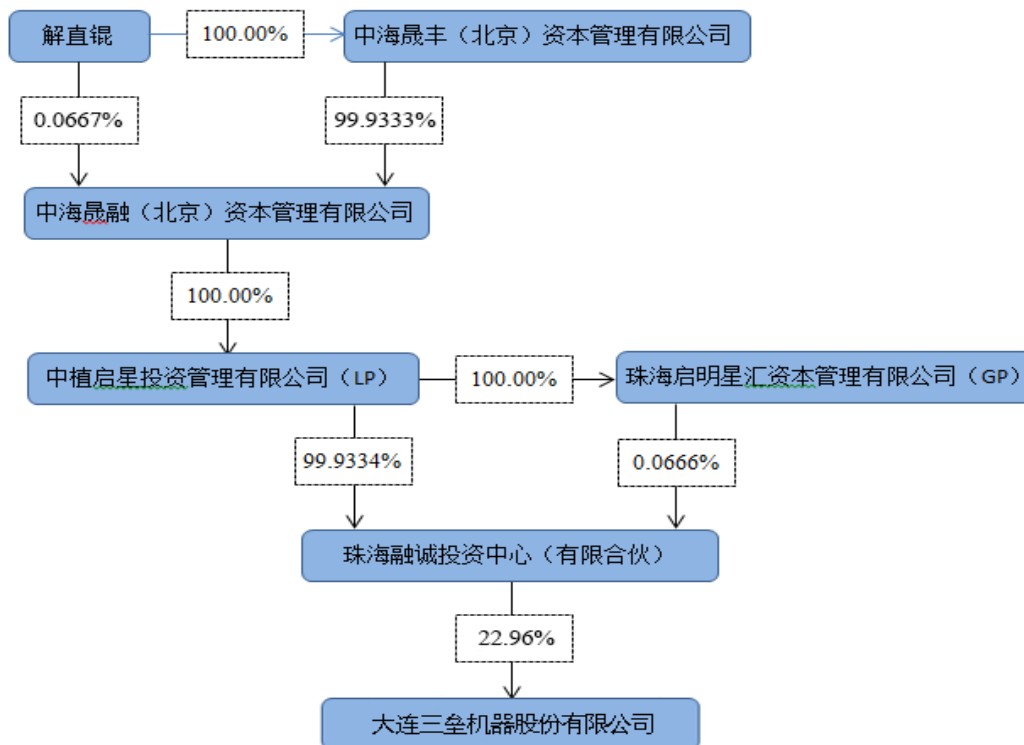 解直锟
100.00%
中海晟丰（北京）资本管理有限公司
0.0667%
99.9333%
中海晟融（北京）资本管理有限公司
100.00%
中植启星投资管理有限公司（LP）
100.00%
珠海启明星汇资本管理有限公司（GP）
99.9334%
0.0666%
珠海融诚投资中心（有限合伙）
22.96%
大连三垒机器股份有限公司